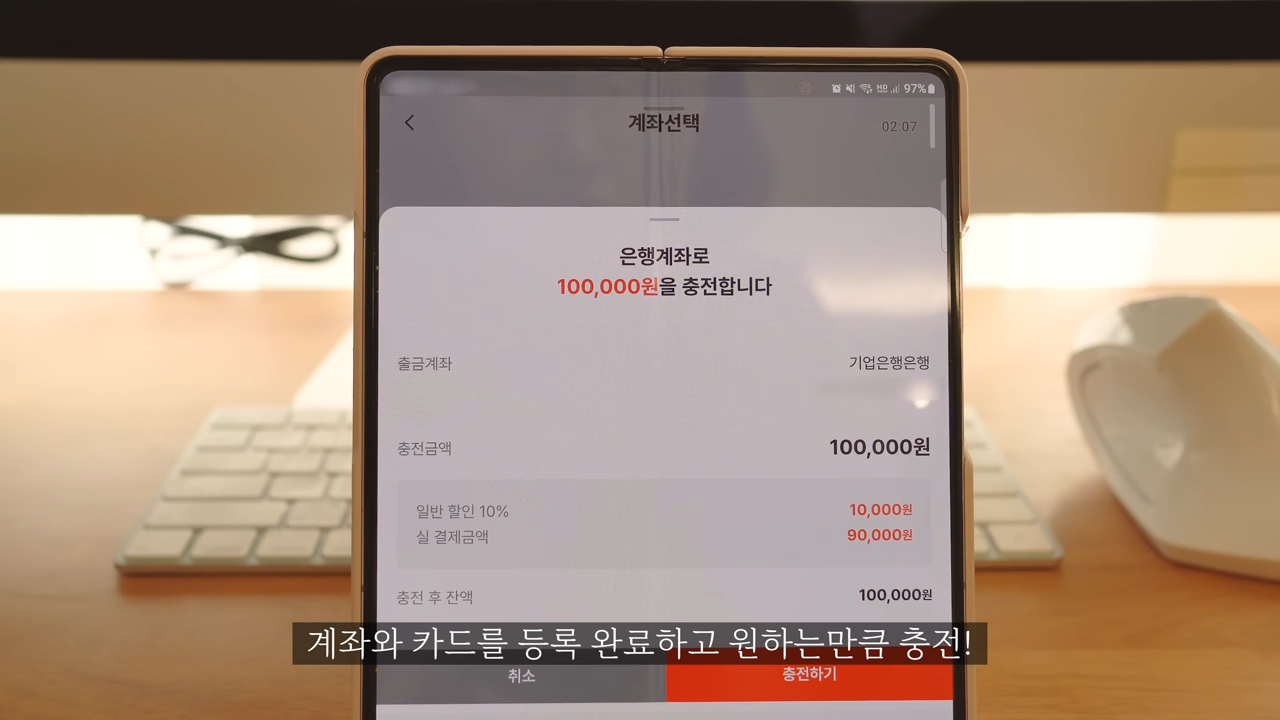 HD 97%
계좌선택
02:07
은행계좌로
100,000원을 충전합니다
출금계좌 기업은행은행
충전금액 100,000원
일반 할인 10% 10,000원
실 결제금액 90,000원
충전 후 잔액 100,000원
계좌와 카드를 등록 완료하고 원하는만큼 충전!
취소 충전하기